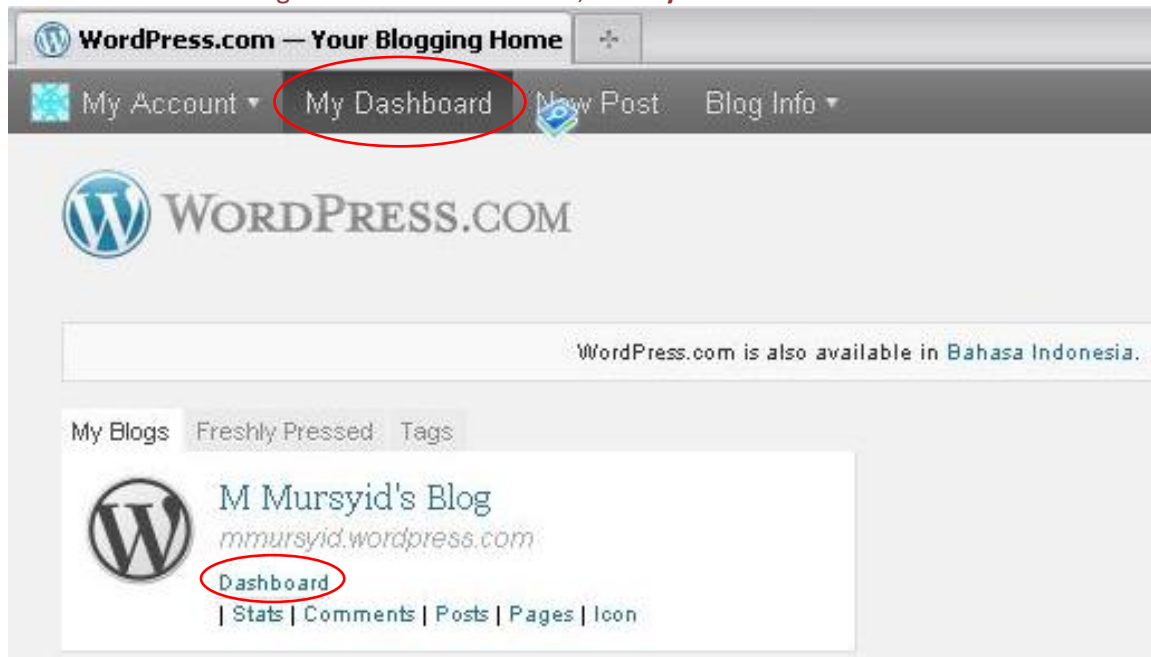 WordPress.com — Your Blogging Home
My Account My Dashboard New Post Blog Info
WORDPRESS.COM
WordPress.com is also available in Bahasa Indonesia.
My Blogs Freshly Pressed Tags
M Mursyid's Blog
mmursyid.wordpress.com
Dashboard
| Stats | Comments | Posts | Pages | Icon